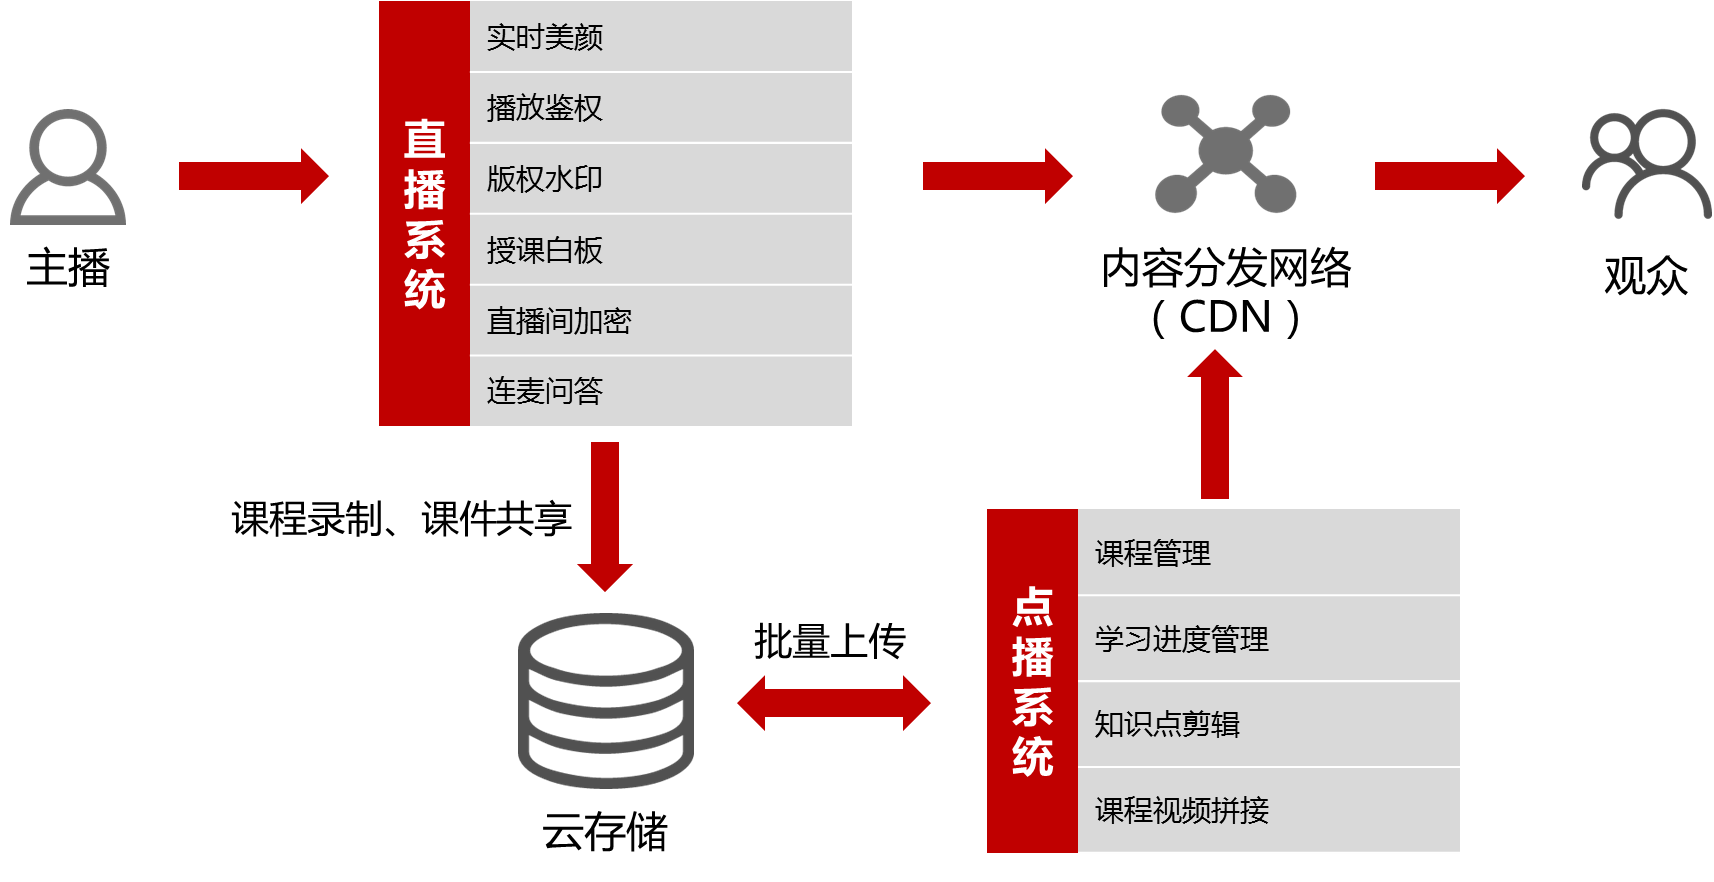 主播
直播系统
实时美颜
播放鉴权
版权水印
授课白板
直播间加密
连麦问答
内容分发网络
（CDN）
观众
课程录制、课件共享
云存储
批量上传
点播系统
课程管理
学习进度管理
知识点剪辑
课程视频拼接